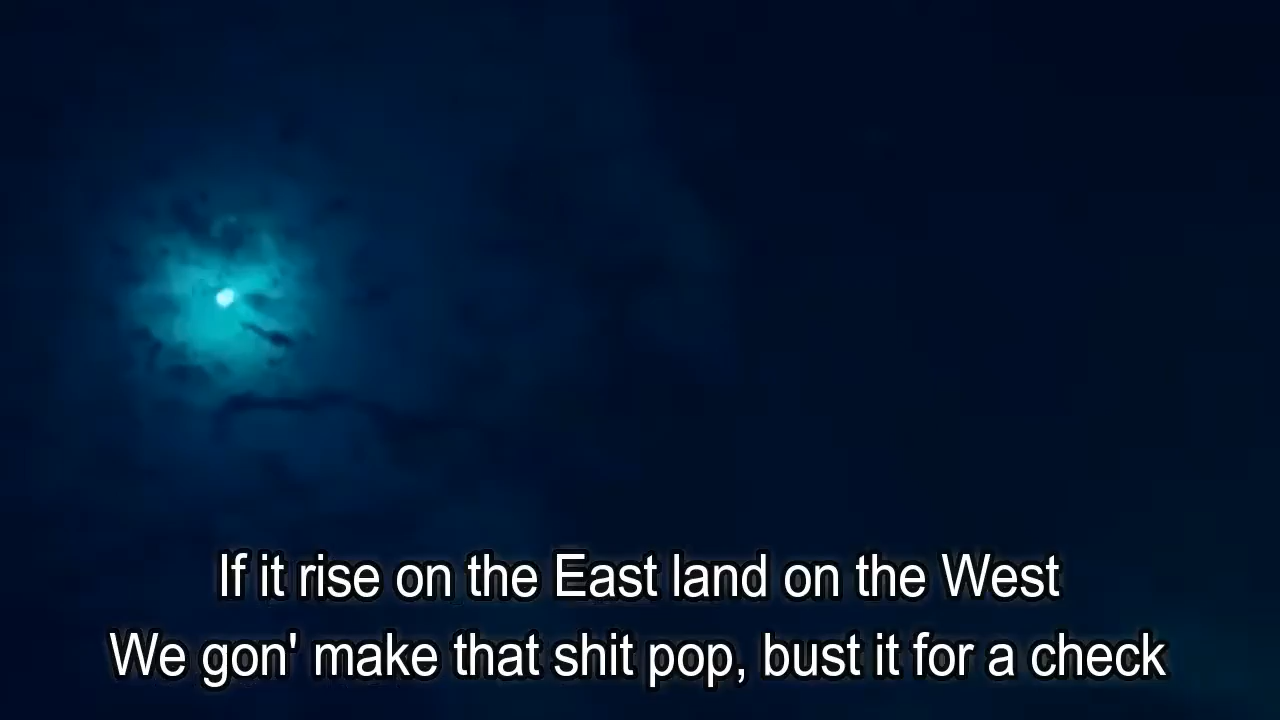 If it rise on the East land on the West
We gon' make that shit pop, bust it for a check